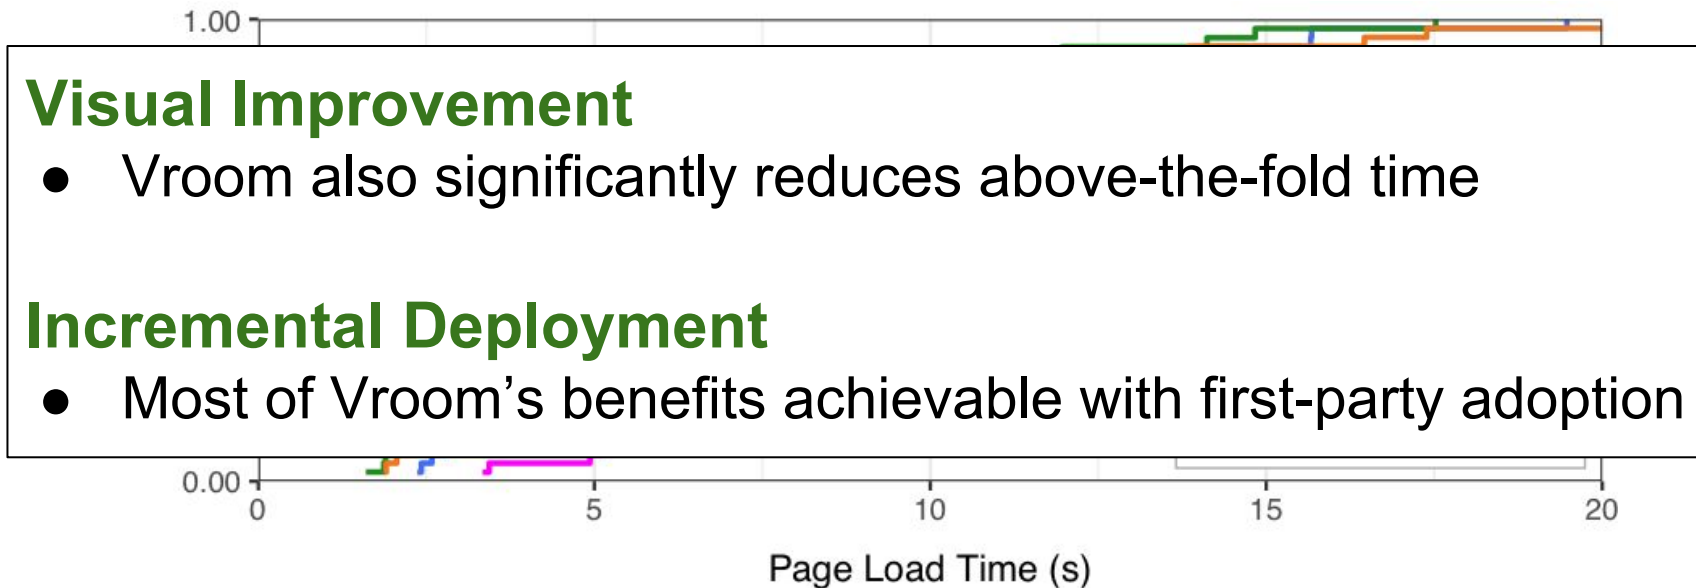 1.00
Visual Improvement
● Vroom also significantly reduces above-the-fold time
Incremental Deployment
● Most of Vroom’s benefits achievable with first-party adoption
0.00
0 5 10 15 20
Page Load Time (s)